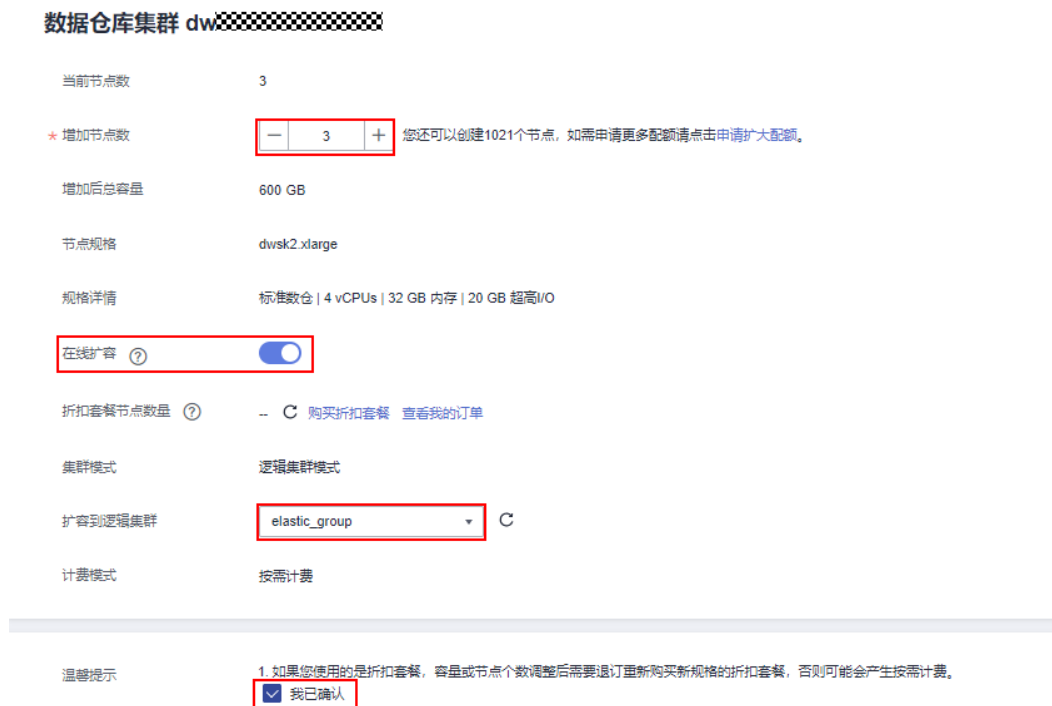 数据仓库集群 dw
当前节点数 3
* 增加节点数 — 3 + 您还可以创建1021个节点，如需申请更多配额请点击申请扩大配额。
增加后总容量 600 GB
节点规格 dwsk2.xlarge
规格详情 标准数仓 | 4 vCPUs | 32 GB 内存 | 20 GB 超高I/O
在线扩容 ?
折扣套餐节点数量 ? -- 购买折扣套餐 查看我的订单
集群模式 逻辑集群模式
扩容到逻辑集群 elastic_group
计费模式 按需计费
温馨提示 1. 如果您使用的是折扣套餐，容量或节点个数调整后需要退订重新购买新规格的折扣套餐，否则可能会产生按需计费。
我已确认